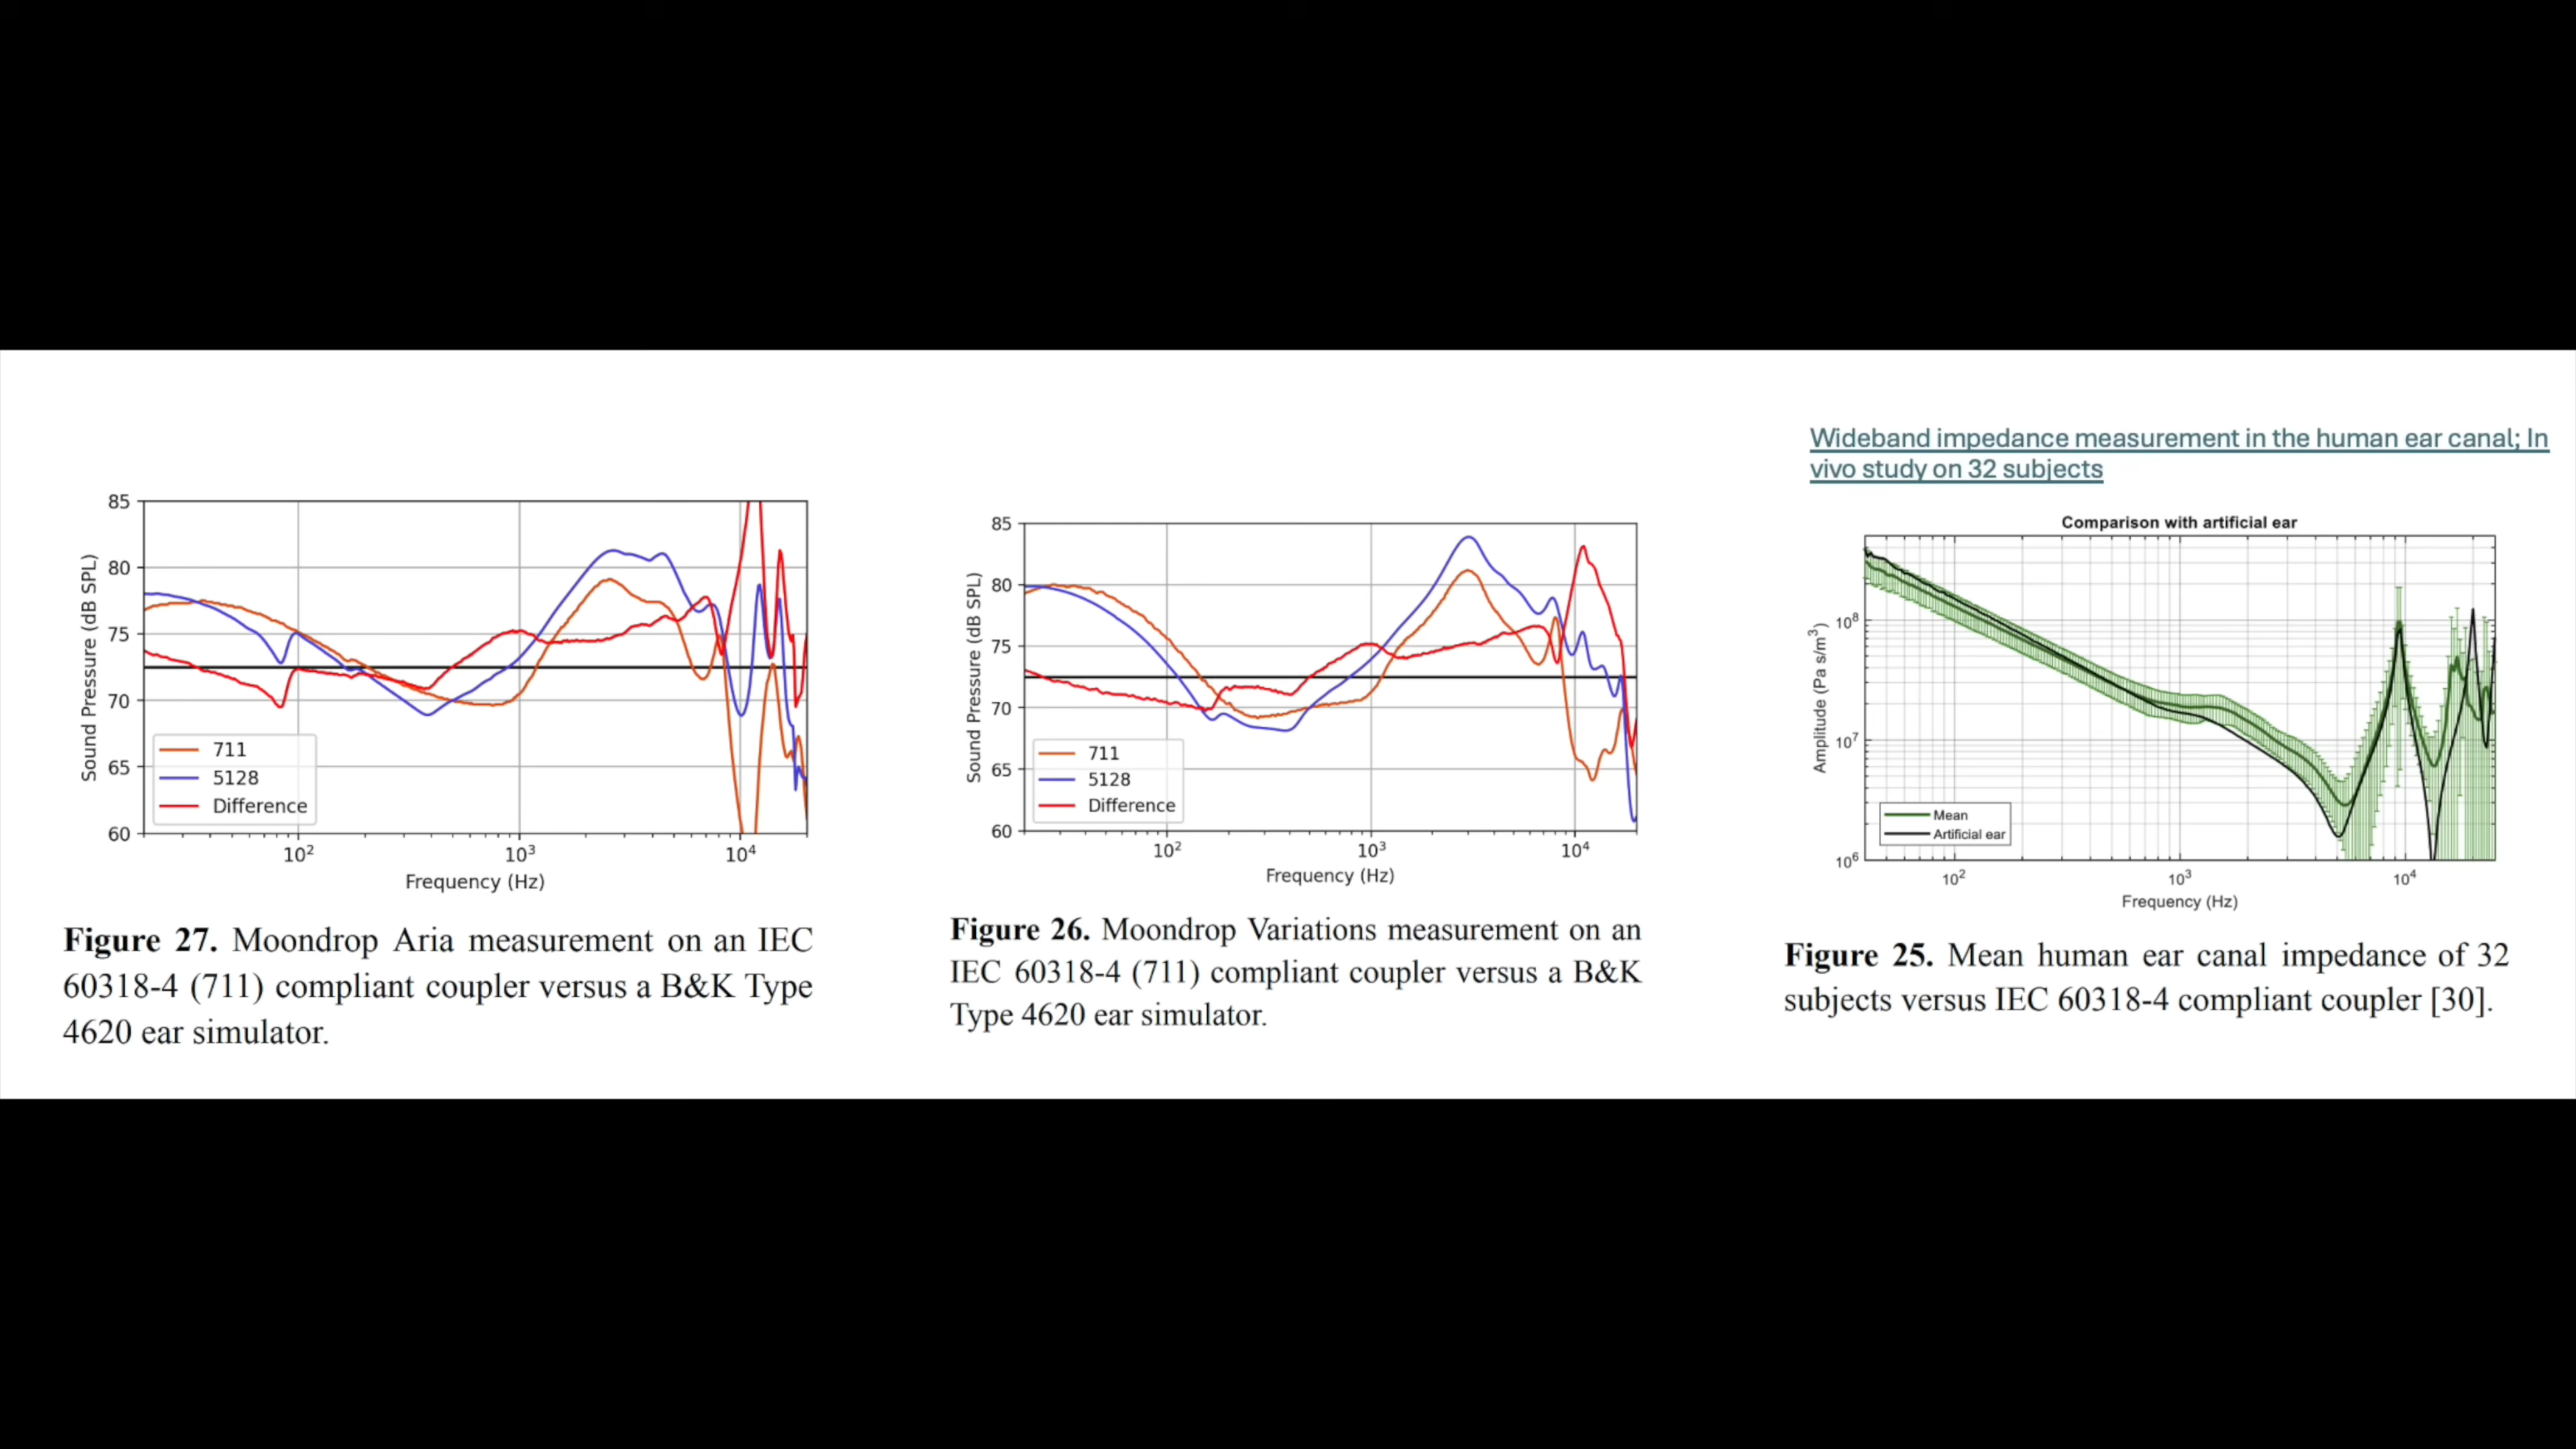 85
80
75
70
65
60
Sound Pressure (dB SPL)
711
5128
Difference
10²
10³
10⁴
Frequency (Hz)
Figure 27. Moondrop Aria measurement on an IEC
60318-4 (711) compliant coupler versus a B&K Type
4620 ear simulator.
85
80
75
70
65
60
Sound Pressure (dB SPL)
711
5128
Difference
10²
10³
10⁴
Frequency (Hz)
Figure 26. Moondrop Variations measurement on an
IEC 60318-4 (711) compliant coupler versus a B&K
Type 4620 ear simulator.
Wideband impedance measurement in the human ear canal; In
vivo study on 32 subjects
Comparison with artificial ear
10⁸
10⁷
10⁶
Amplitude (Pa s/m³)
Mean
Artificial ear
10²
10³
10⁴
Frequency (Hz)
Figure 25. Mean human ear canal impedance of 32
subjects versus IEC 60318-4 compliant coupler [30].